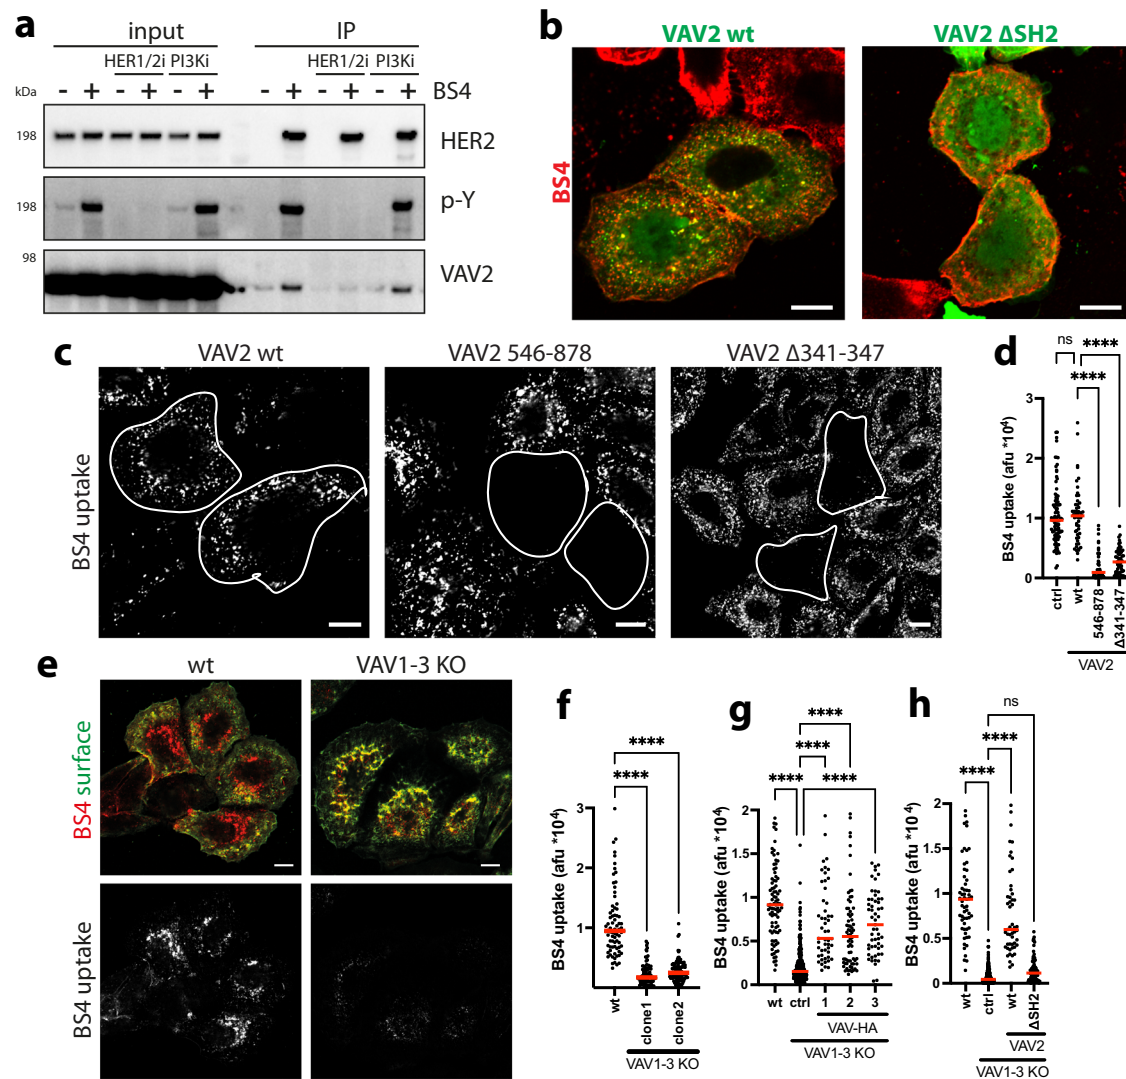 a
input
IP
HER1/2i
PI3Ki
HER1/2i
PI3Ki
kDa
- + - + - + - + - + - + BS4
198
HER2
198
p-Y
98
VAV2
b
VAV2 wt
VAV2 ΔSH2
BS4
c
VAV2 wt
VAV2 546-878
VAV2 Δ341-347
BS4 uptake
d
ns
****
****
BS4 uptake (afu *10⁴)
3
2
1
0
ctrl
wt
546-878
Δ341-347
VAV2
e
wt
VAV1-3 KO
BS4 surface
BS4 uptake
f
****
****
BS4 uptake (afu *10⁴)
3
2
1
wt
clone1
clone2
VAV1-3 KO
g
****
****
****
****
BS4 uptake (afu *10⁴)
2
1.5
1
0.5
0
wt
ctrl
1
2
3
VAV-HA
VAV1-3 KO
h
ns
****
****
BS4 uptake (afu *10⁴)
2
1.5
1
0.5
0
wt
ctrl
wt
ΔSH2
VAV2
VAV1-3 KO